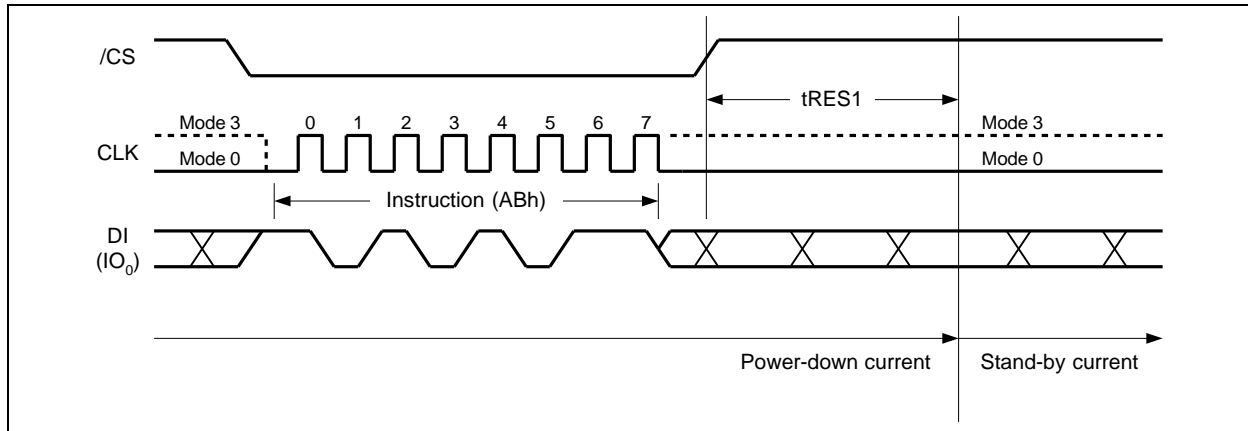 /CS
tRES1
Mode 3 0 1 2 3 4 5 6 7 Mode 3
CLK
Mode 0 Mode 0
Instruction (ABh)
DI
(IO₀)
Power-down current Stand-by current